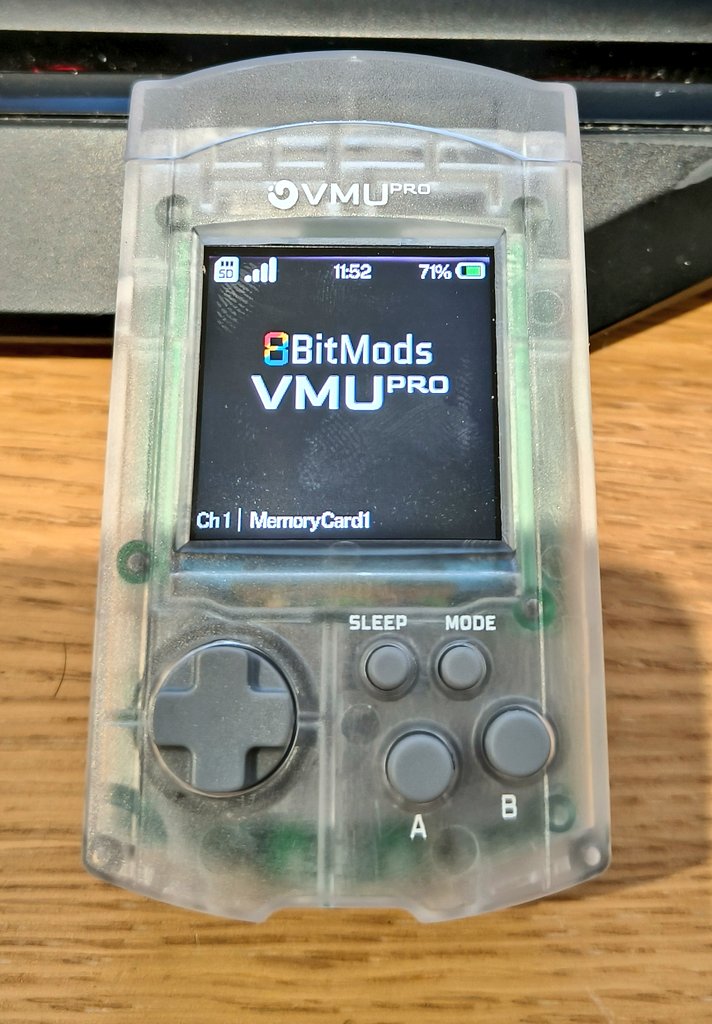 VMUPRO
SD 11:52 71%
8BitMods
VMUPRO
Ch 1 | MemoryCard1
SLEEP MODE
A B